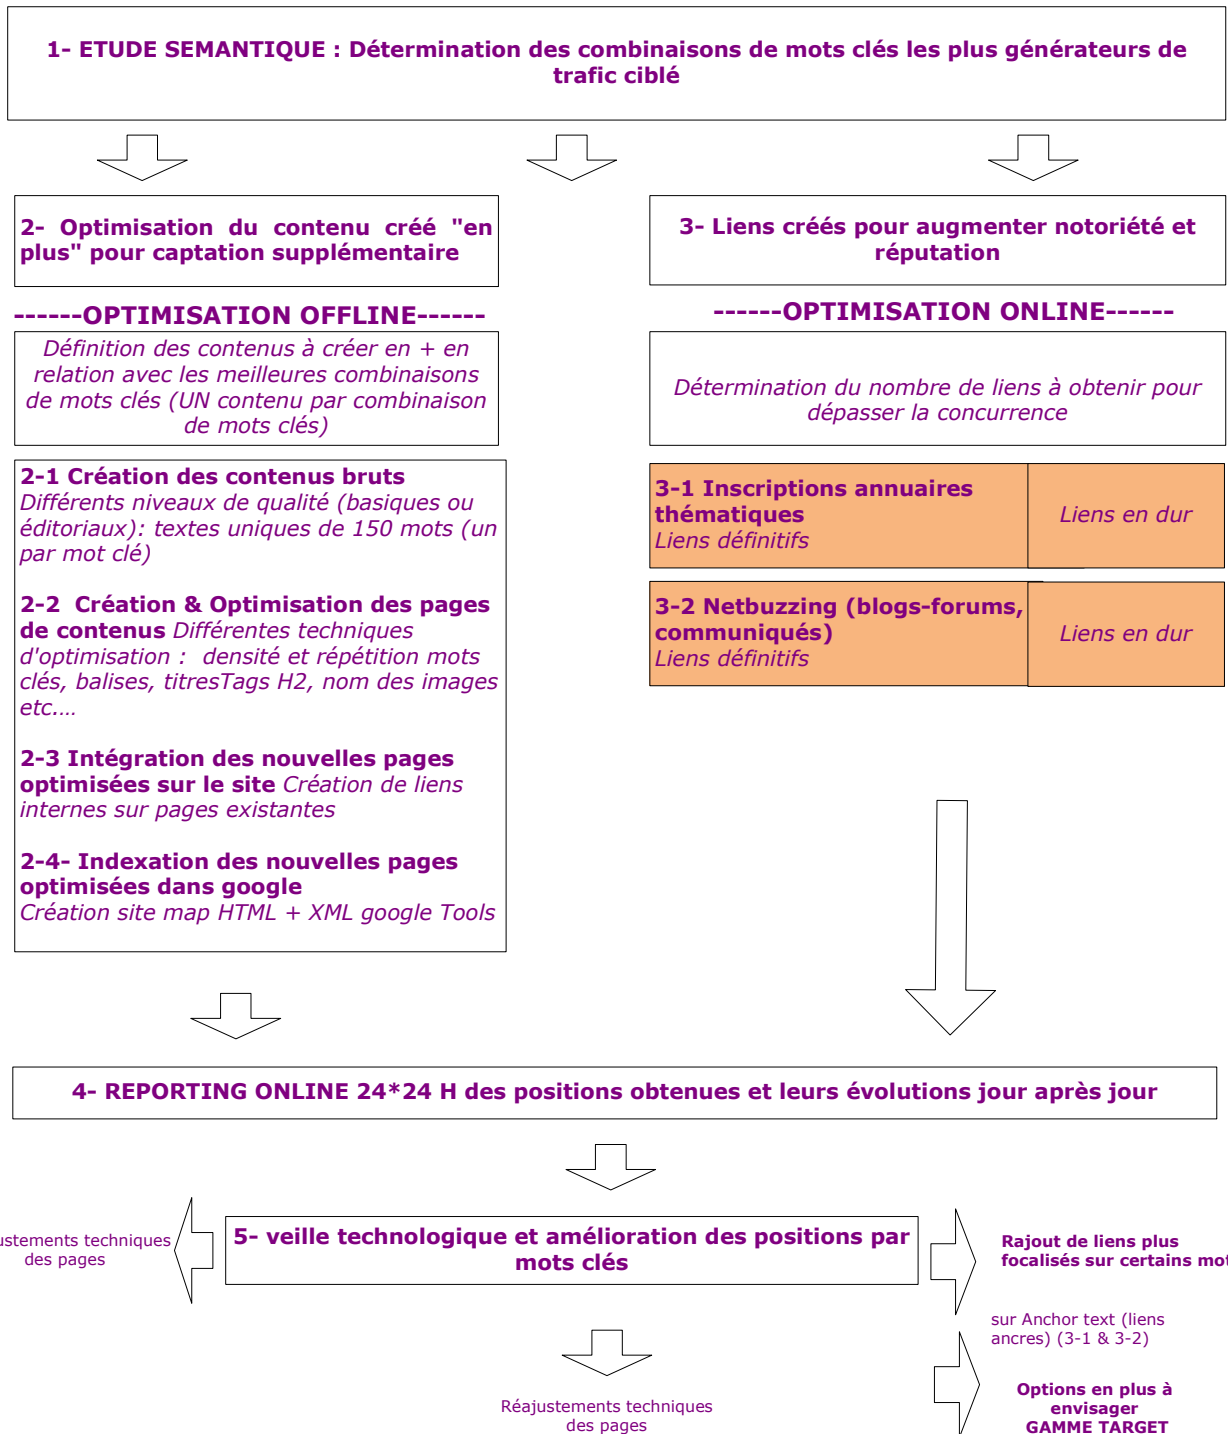 1- ETUDE SEMANTIQUE : Détermination des combinaisons de mots clés les plus générateurs de
trafic ciblé
2- Optimisation du contenu créé "en
plus" pour captation supplémentaire
------OPTIMISATION OFFLINE------
Définition des contenus à créer en + en
relation avec les meilleures combinaisons
de mots clés (UN contenu par combinaison
de mots clés)
2-1 Création des contenus bruts
Différents niveaux de qualité (basiques ou
éditoriaux): textes uniques de 150 mots (un
par mot clé)
2-2 Création & Optimisation des pages
de contenus Différentes techniques
d'optimisation : densité et répétition mots
clés, balises, titresTags H2, nom des images
etc.…
2-3 Intégration des nouvelles pages
optimisées sur le site Création de liens
internes sur pages existantes
2-4- Indexation des nouvelles pages
optimisées dans google
Création site map HTML + XML google Tools
3- Liens créés pour augmenter notoriété et
réputation
------OPTIMISATION ONLINE------
Détermination du nombre de liens à obtenir pour
dépasser la concurrence
3-1 Inscriptions annuaires
thématiques
Liens définitifs
Liens en dur
3-2 Netbuzzing (blogs-forums,
communiqués)
Liens définitifs
Liens en dur
4- REPORTING ONLINE 24*24 H des positions obtenues et leurs évolutions jour après jour
techniques
des pages
5- veille technologique et amélioration des positions par
mots clés
Rajout de liens plus
focalisés sur certains
sur Anchor text (liens
ancres) (3-1 & 3-2)
Réajustements techniques
des pages
Options en plus à
envisager
GAMME TARGET